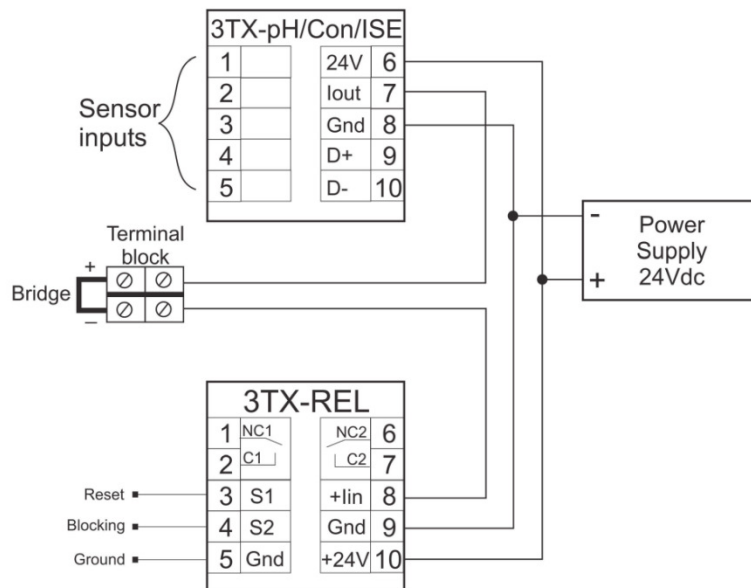 3TX-pH/Con/ISE
1 24V 6
2 Iout 7
3 Gnd 8
4 D+ 9
5 D- 10
Sensor
inputs
Terminal
block
+
Bridge
–
-
Power
Supply
+ 24Vdc
3TX-REL
1 NC1 NC2 6
2 C1 C2 7
Reset 3 S1 +Iin 8
Blocking 4 S2 Gnd 9
Ground 5 Gnd +24V 10